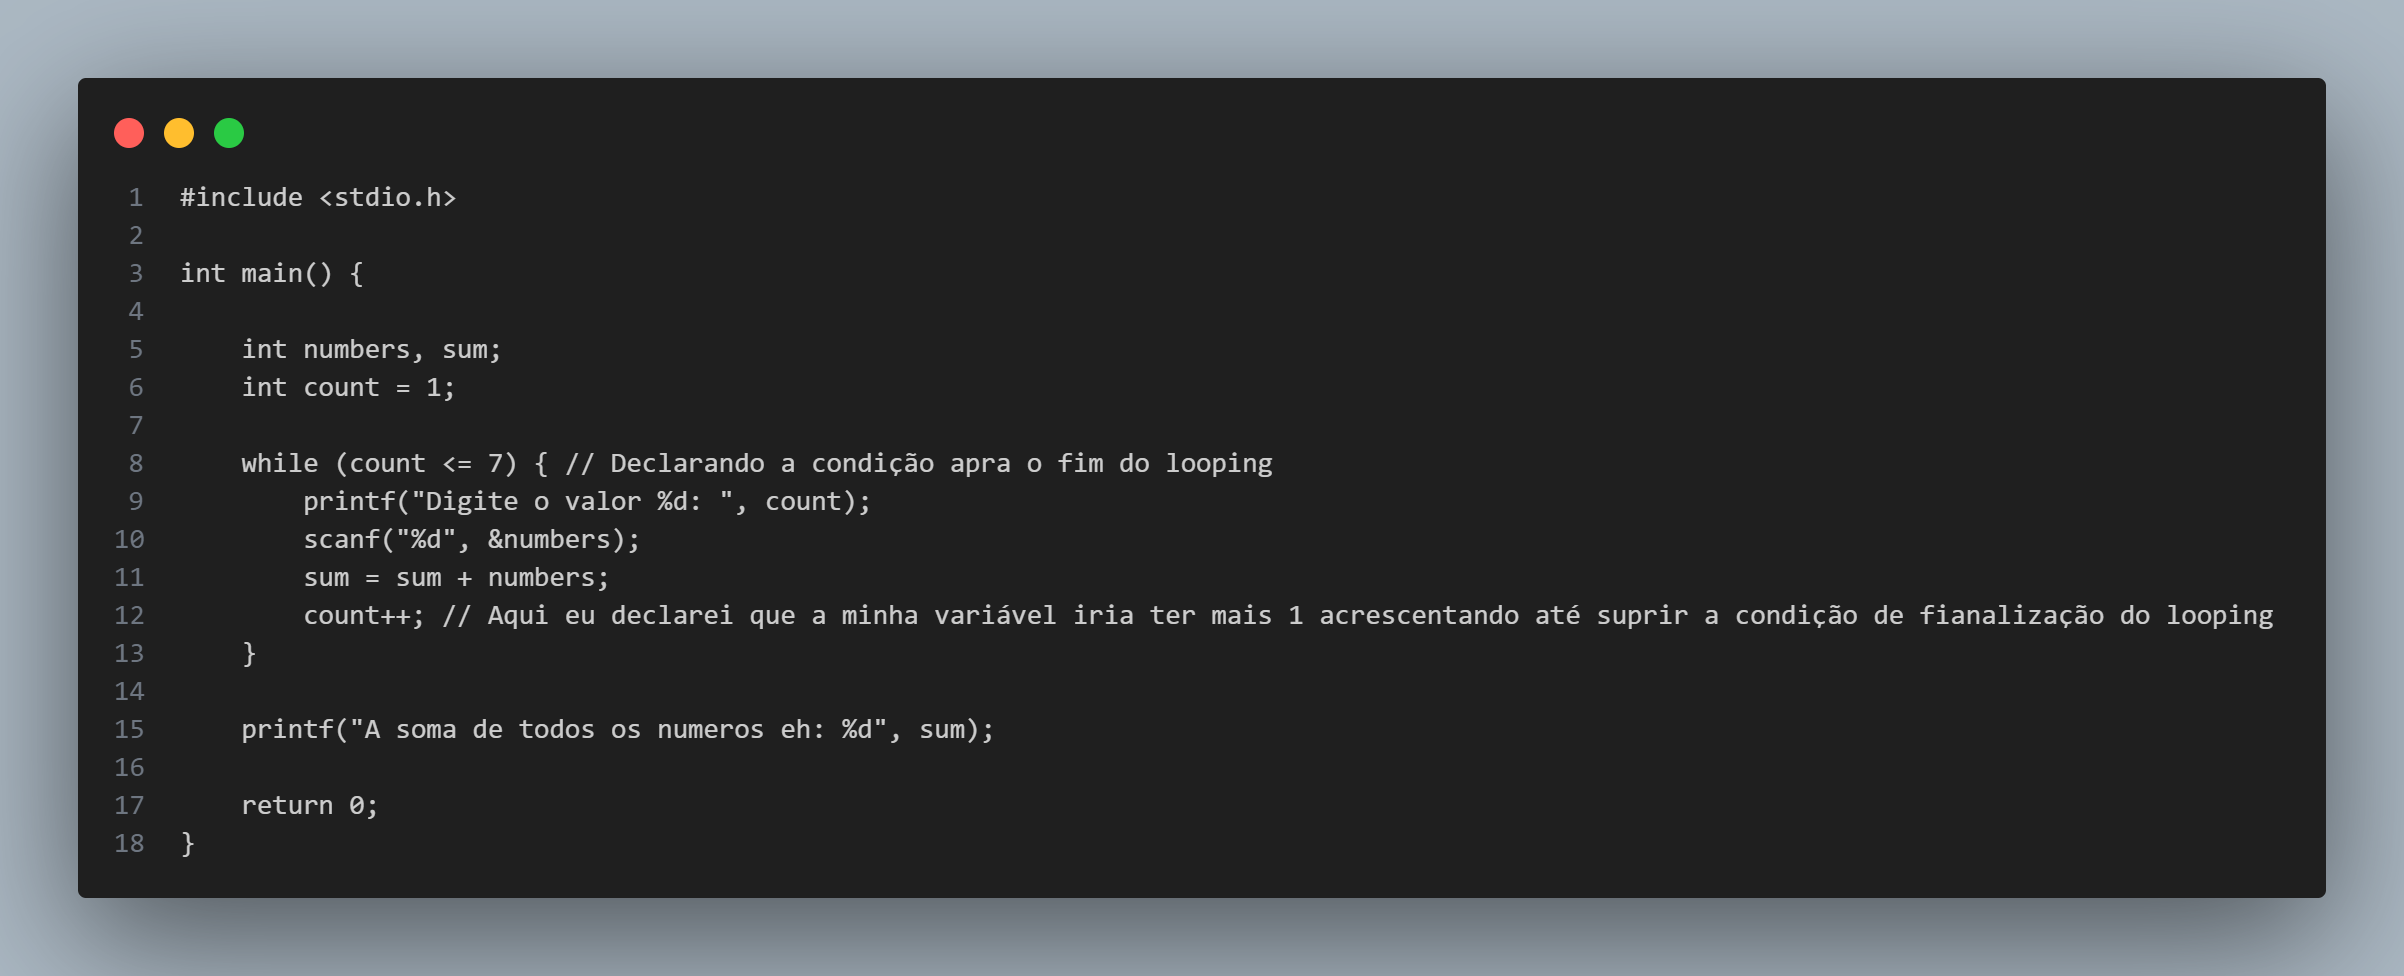 1 #include <stdio.h>
2
3 int main() {
4
5     int numbers, sum;
6     int count = 1;
7
8     while (count <= 7) { // Declarando a condição apra o fim do looping
9         printf("Digite o valor %d: ", count);
10         scanf("%d", &numbers);
11         sum = sum + numbers;
12         count++; // Aqui eu declarei que a minha variável iria ter mais 1 acrescentando até suprir a condição de fianalização do looping
13     }
14
15     printf("A soma de todos os numeros eh: %d", sum);
16
17     return 0;
18 }